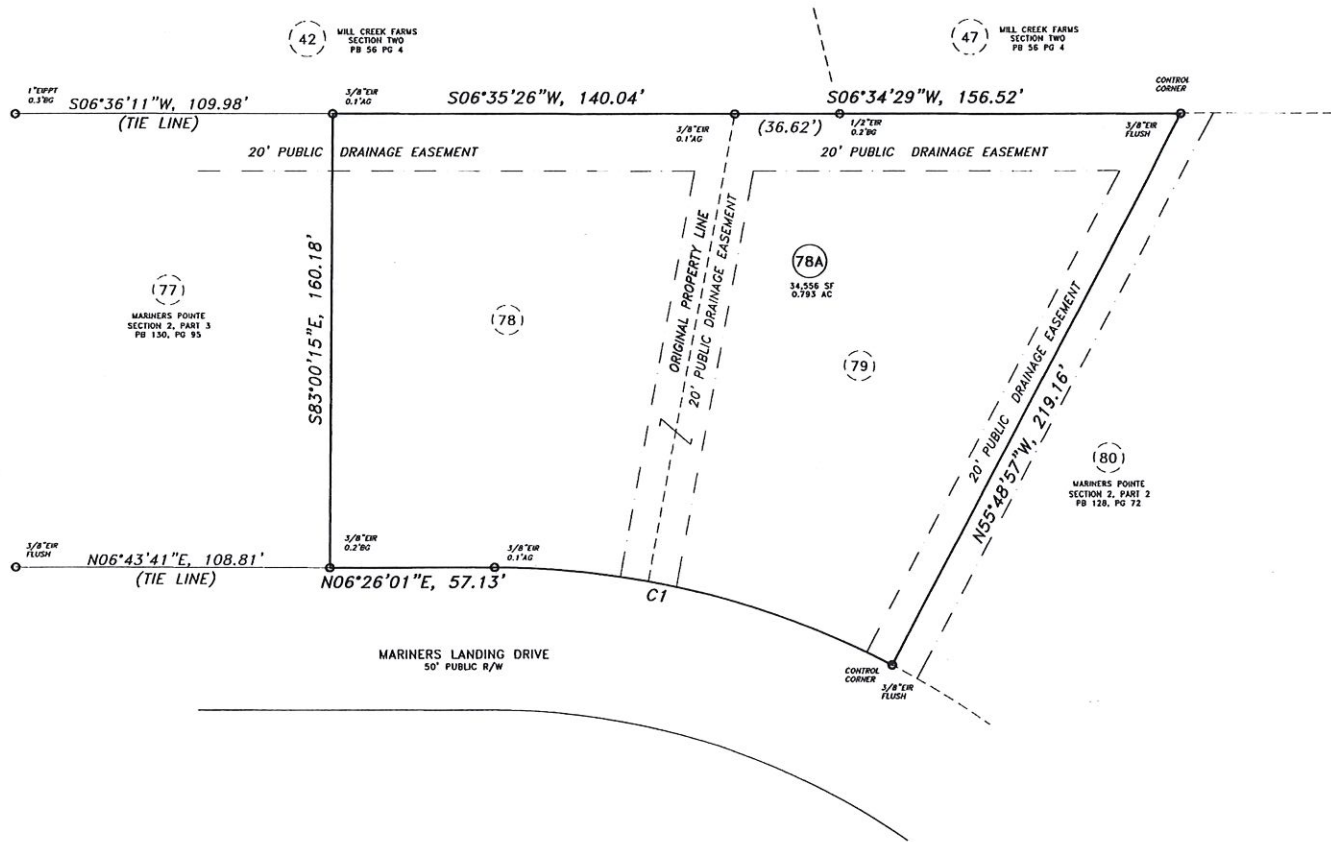 42
MILL CREEK FARMS
SECTION TWO
PB 56 PG 4
47
MILL CREEK FARMS
SECTION TWO
PB 56 PG 4
1"EIPPT
0.3'BG
S06°36'11"W, 109.98'
(TIE LINE)
3/8"EIR
0.1'AG
S06°35'26"W, 140.04'
3/8"EIR
0.1'AG
(36.62')
S06°34'29"W, 156.52'
1/2"EIR
0.2'BG
CONTROL
CORNER
3/8"EIR
FLUSH
20' PUBLIC DRAINAGE EASEMENT
20' PUBLIC DRAINAGE EASEMENT
S83°00'15"E, 160.18'
ORIGINAL PROPERTY LINE
20' PUBLIC DRAINAGE EASEMENT
78A
34,556 SF
0.793 AC
77
MARINERS POINTE
SECTION 2, PART 3
PB 130, PG 95
78
79
20' PUBLIC DRAINAGE EASEMENT
N55°48'57"W, 219.16'
80
MARINERS POINTE
SECTION 2, PART 2
PB 128, PG 72
3/8"EIR
FLUSH
N06°43'41"E, 108.81'
(TIE LINE)
3/8"EIR
0.2'BG
3/8"EIR
0.1'AG
N06°26'01"E, 57.13'
C1
MARINERS LANDING DRIVE
50' PUBLIC R/W
CONTROL
CORNER
3/8"EIR
FLUSH